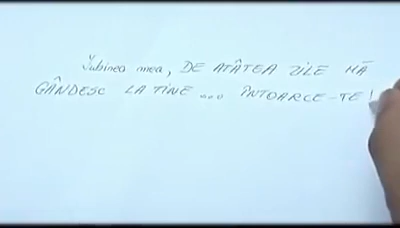 Iubirea mea, DE ATÂTEA ZILE MĂ
GÂNDESC LA TINE ... ÎNTOARCE-TE!